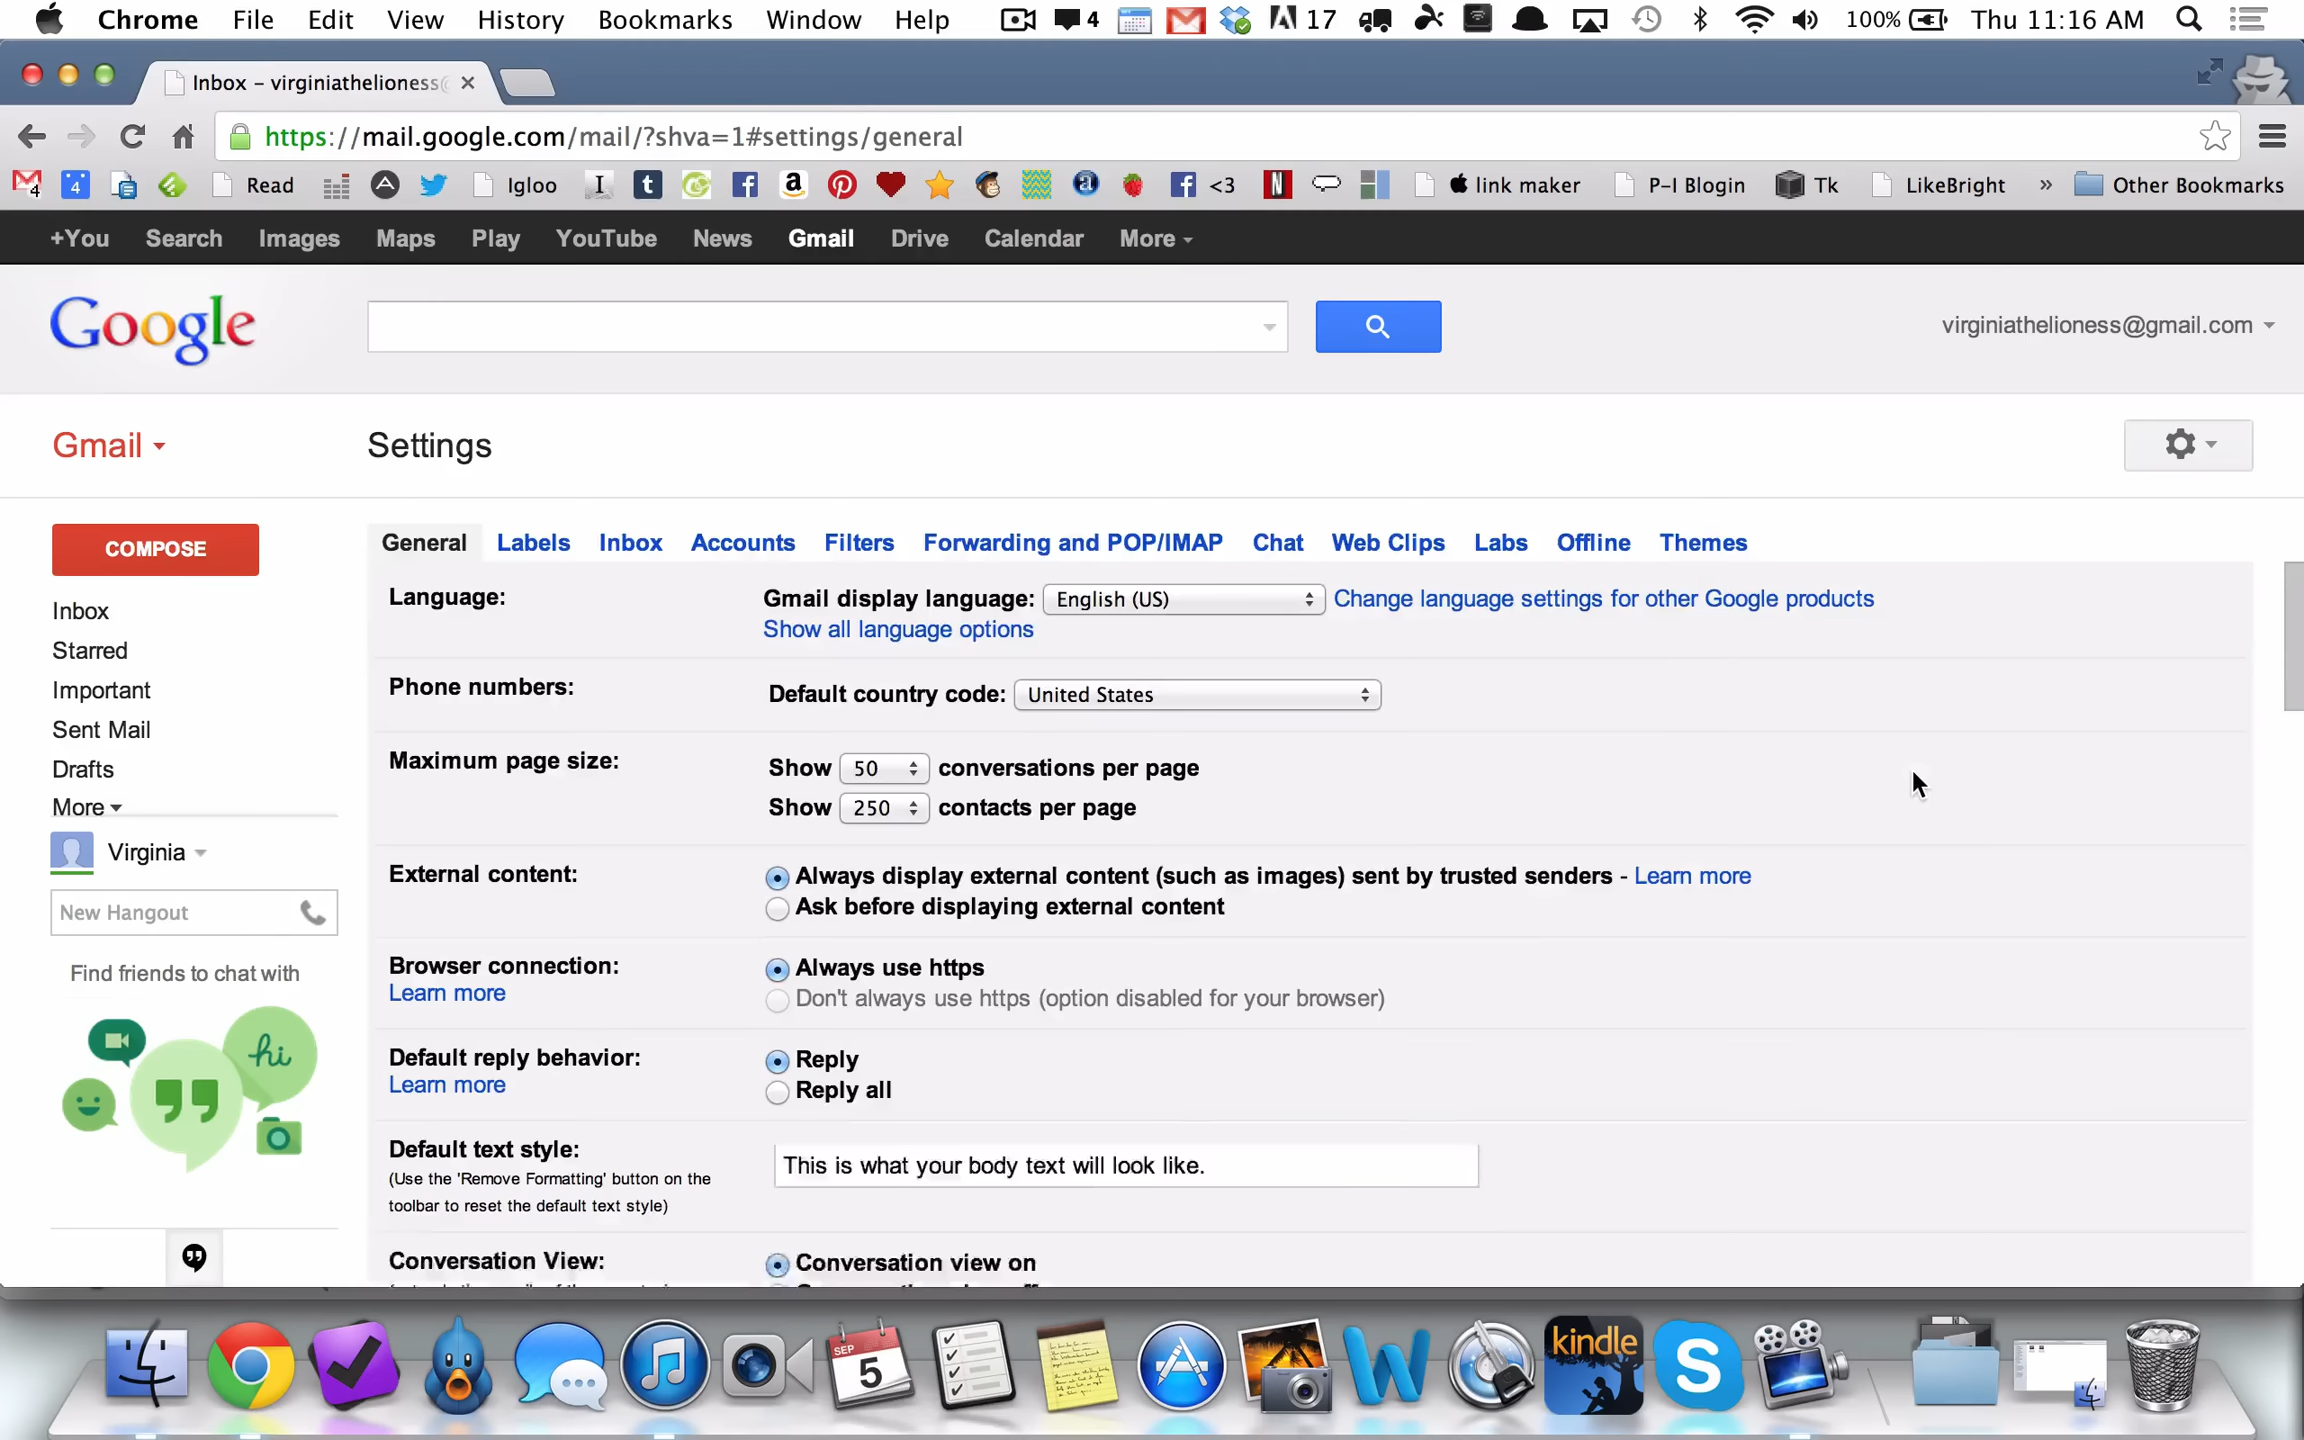 Chrome File Edit View History Bookmarks Window Help 4 17 100% Thu 11:16 AM
Inbox – virginiathelioness@
https://mail.google.com/mail/?shva=1#settings/general
4 4 Read Igloo I t f a f <3 N link maker P-I Blogin Tk LikeBright » Other Bookmarks
+You Search Images Maps Play YouTube News Gmail Drive Calendar More
Google
virginiathelioness@gmail.com
Gmail Settings
COMPOSE
Inbox
Starred
Important
Sent Mail
Drafts
More
Virginia
New Hangout
Find friends to chat with
hi
General Labels Inbox Accounts Filters Forwarding and POP/IMAP Chat Web Clips Labs Offline Themes
Language: Gmail display language: English (US) Change language settings for other Google products
Show all language options
Phone numbers: Default country code: United States
Maximum page size: Show 50 conversations per page
Show 250 contacts per page
External content: Always display external content (such as images) sent by trusted senders - Learn more
Ask before displaying external content
Browser connection: Always use https
Learn more Don't always use https (option disabled for your browser)
Default reply behavior: Reply
Learn more Reply all
Default text style: This is what your body text will look like.
(Use the 'Remove Formatting' button on the
toolbar to reset the default text style)
Conversation View: Conversation view on
SEP
5
W
kindle
S